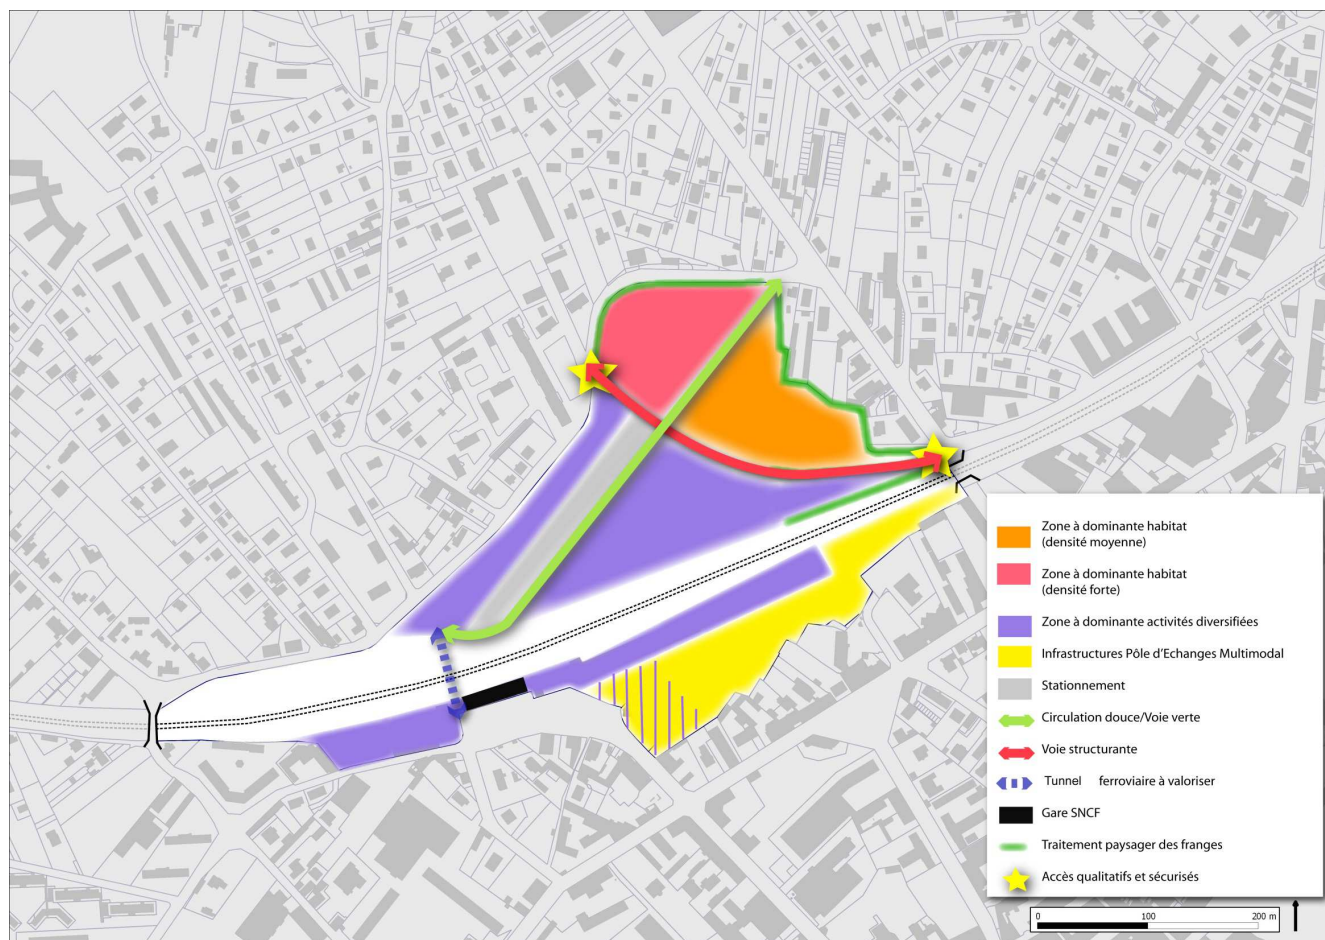 Zone à dominante habitat
(densité moyenne)
Zone à dominante habitat
(densité forte)
Zone à dominante activités diversifiées
Infrastructures Pôle d'Echanges Multimodal
Stationnement
Circulation douce/Voie verte
Voie structurante
Tunnel ferroviaire à valoriser
Gare SNCF
Traitement paysager des franges
Accès qualitatifs et sécurisés
0 100 200 m